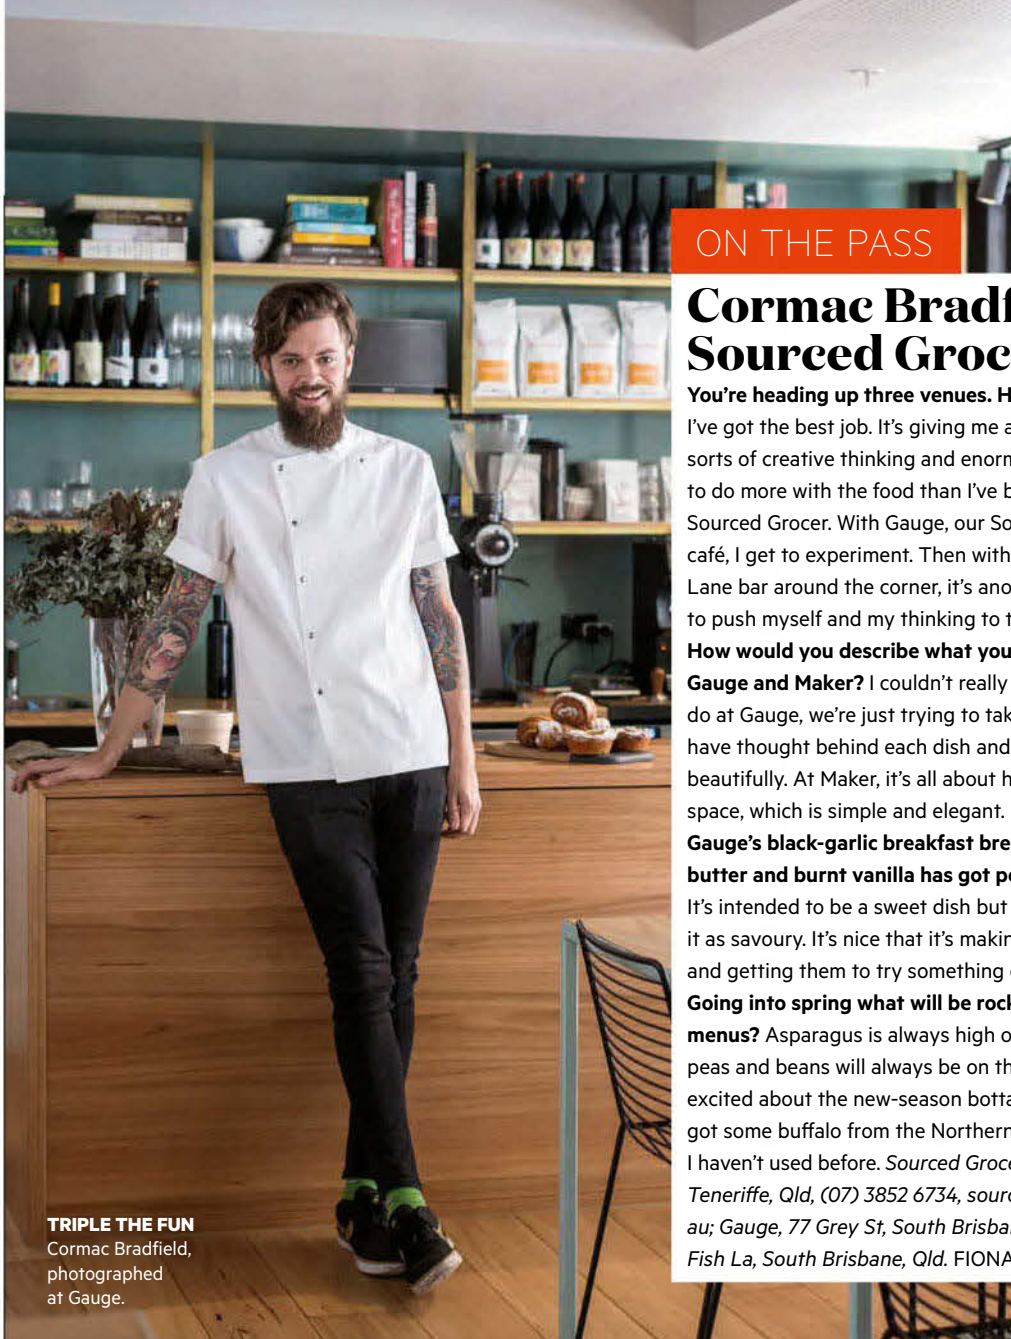 ON THE PASS
Cormac Bradf
Sourced Groc
You're heading up three venues. H
I've got the best job. It's giving me a
sorts of creative thinking and enorm
to do more with the food than I've b
Sourced Grocer. With Gauge, our So
café, I get to experiment. Then with
Lane bar around the corner, it's ano
to push myself and my thinking to t
How would you describe what you
Gauge and Maker? I couldn't really
do at Gauge, we're just trying to tak
have thought behind each dish and
beautifully. At Maker, it's all about h
space, which is simple and elegant.
Gauge's black-garlic breakfast bre
butter and burnt vanilla has got pe
It's intended to be a sweet dish but
it as savoury. It's nice that it's makin
and getting them to try something
Going into spring what will be rock
menus? Asparagus is always high o
peas and beans will always be on th
excited about the new-season botta
got some buffalo from the Northern
I haven't used before. Sourced Groce
Teneriffe, Qld, (07) 3852 6734, sourc
au; Gauge, 77 Grey St, South Brisba
Fish La, South Brisbane, Qld. FIONA
TRIPLE THE FUN
Cormac Bradfield,
photographed
at Gauge.